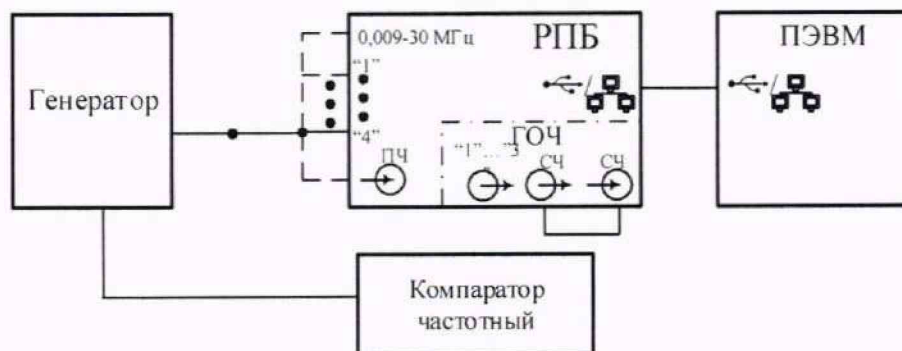 Генератор
0,009-30 МГц
РПБ
ПЭВМ
"1"
"4"
ПЧ
ГОЧ
"1"..."3
СЧ
СЧ
Компаратор
частотный